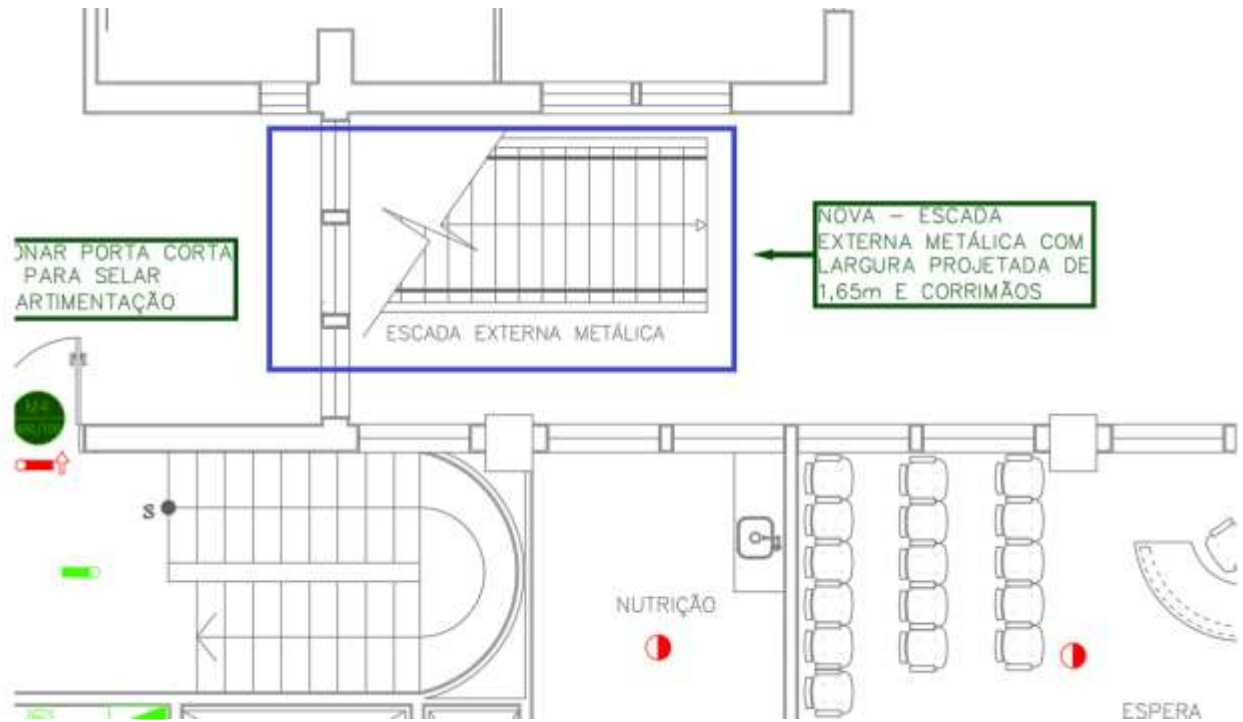 NOVA - ESCADA
EXTERNA METÁLICA COM
LARGURA PROJETADA DE
1,65m E CORRIMÃOS
ONAR PORTA CORTA
PARA SELAR
ARTIMENTAÇÃO
ESCADA EXTERNA METÁLICA
S
NUTRIÇÃO
ESPERA